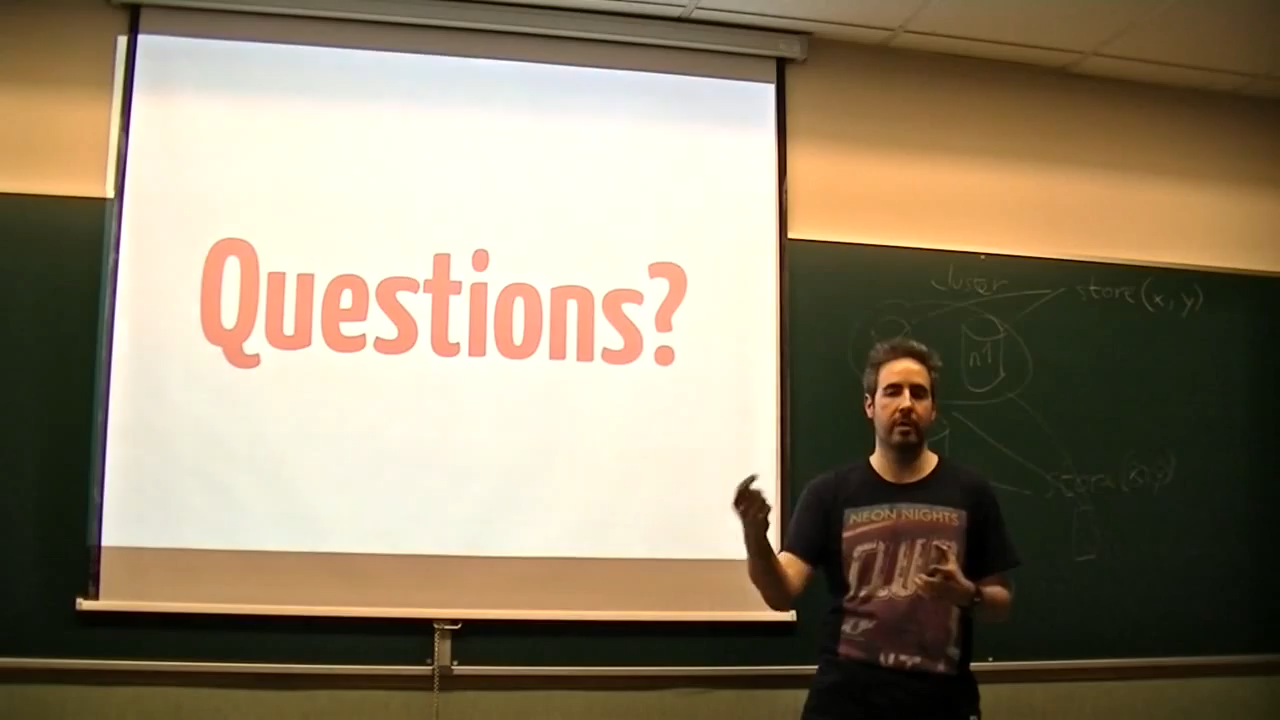 Questions?
cluster
store(x, y)
n1
store(x, y)
NEON NIGHTS